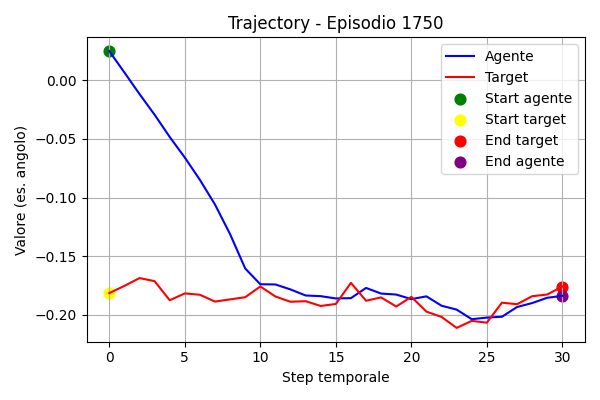 Trajectory - Episodio 1750
Valore (es. angolo)
0.00
−0.05
−0.10
−0.15
−0.20
Agente
Target
Start agente
Start target
End target
End agente
0
5
10
15
20
25
30
Step temporale